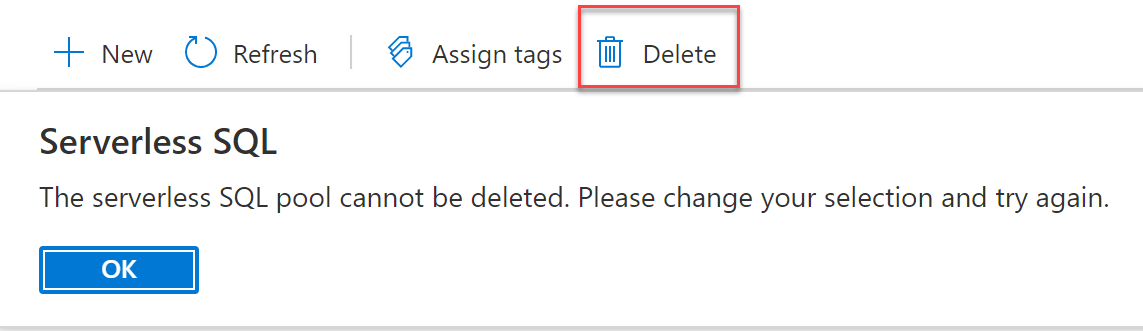 New Refresh Assign tags Delete
Serverless SQL
The serverless SQL pool cannot be deleted. Please change your selection and try again.
OK